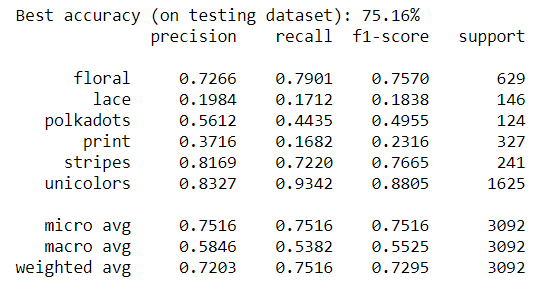 Best accuracy (on testing dataset): 75.16%
precision recall f1-score support
floral 0.7266 0.7901 0.7570 629
lace 0.1984 0.1712 0.1838 146
polkadots 0.5612 0.4435 0.4955 124
print 0.3716 0.1682 0.2316 327
stripes 0.8169 0.7220 0.7665 241
unicolors 0.8327 0.9342 0.8805 1625
micro avg 0.7516 0.7516 0.7516 3092
macro avg 0.5846 0.5382 0.5525 3092
weighted avg 0.7203 0.7516 0.7295 3092